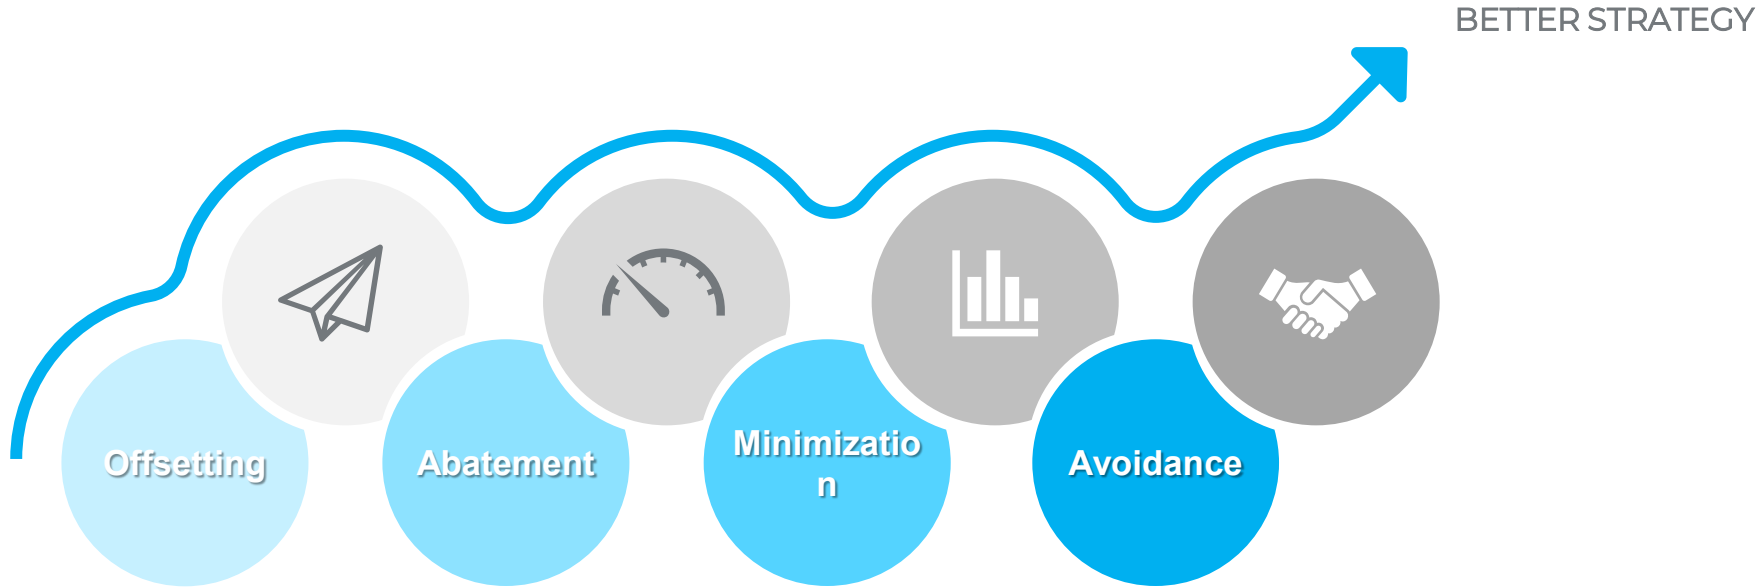 BETTER STRATEGY
Offsetting
Abatement
Minimizatio
n
Avoidance